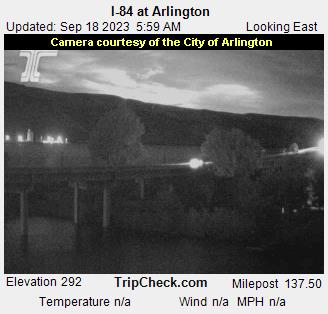 I-84 at Arlington
Updated: Sep 18 2023 5:59 AM Looking East
Camera courtesy of the City of Arlington
Elevation 292 TripCheck.com Milepost 137.50
Temperature n/a Wind n/a MPH n/a